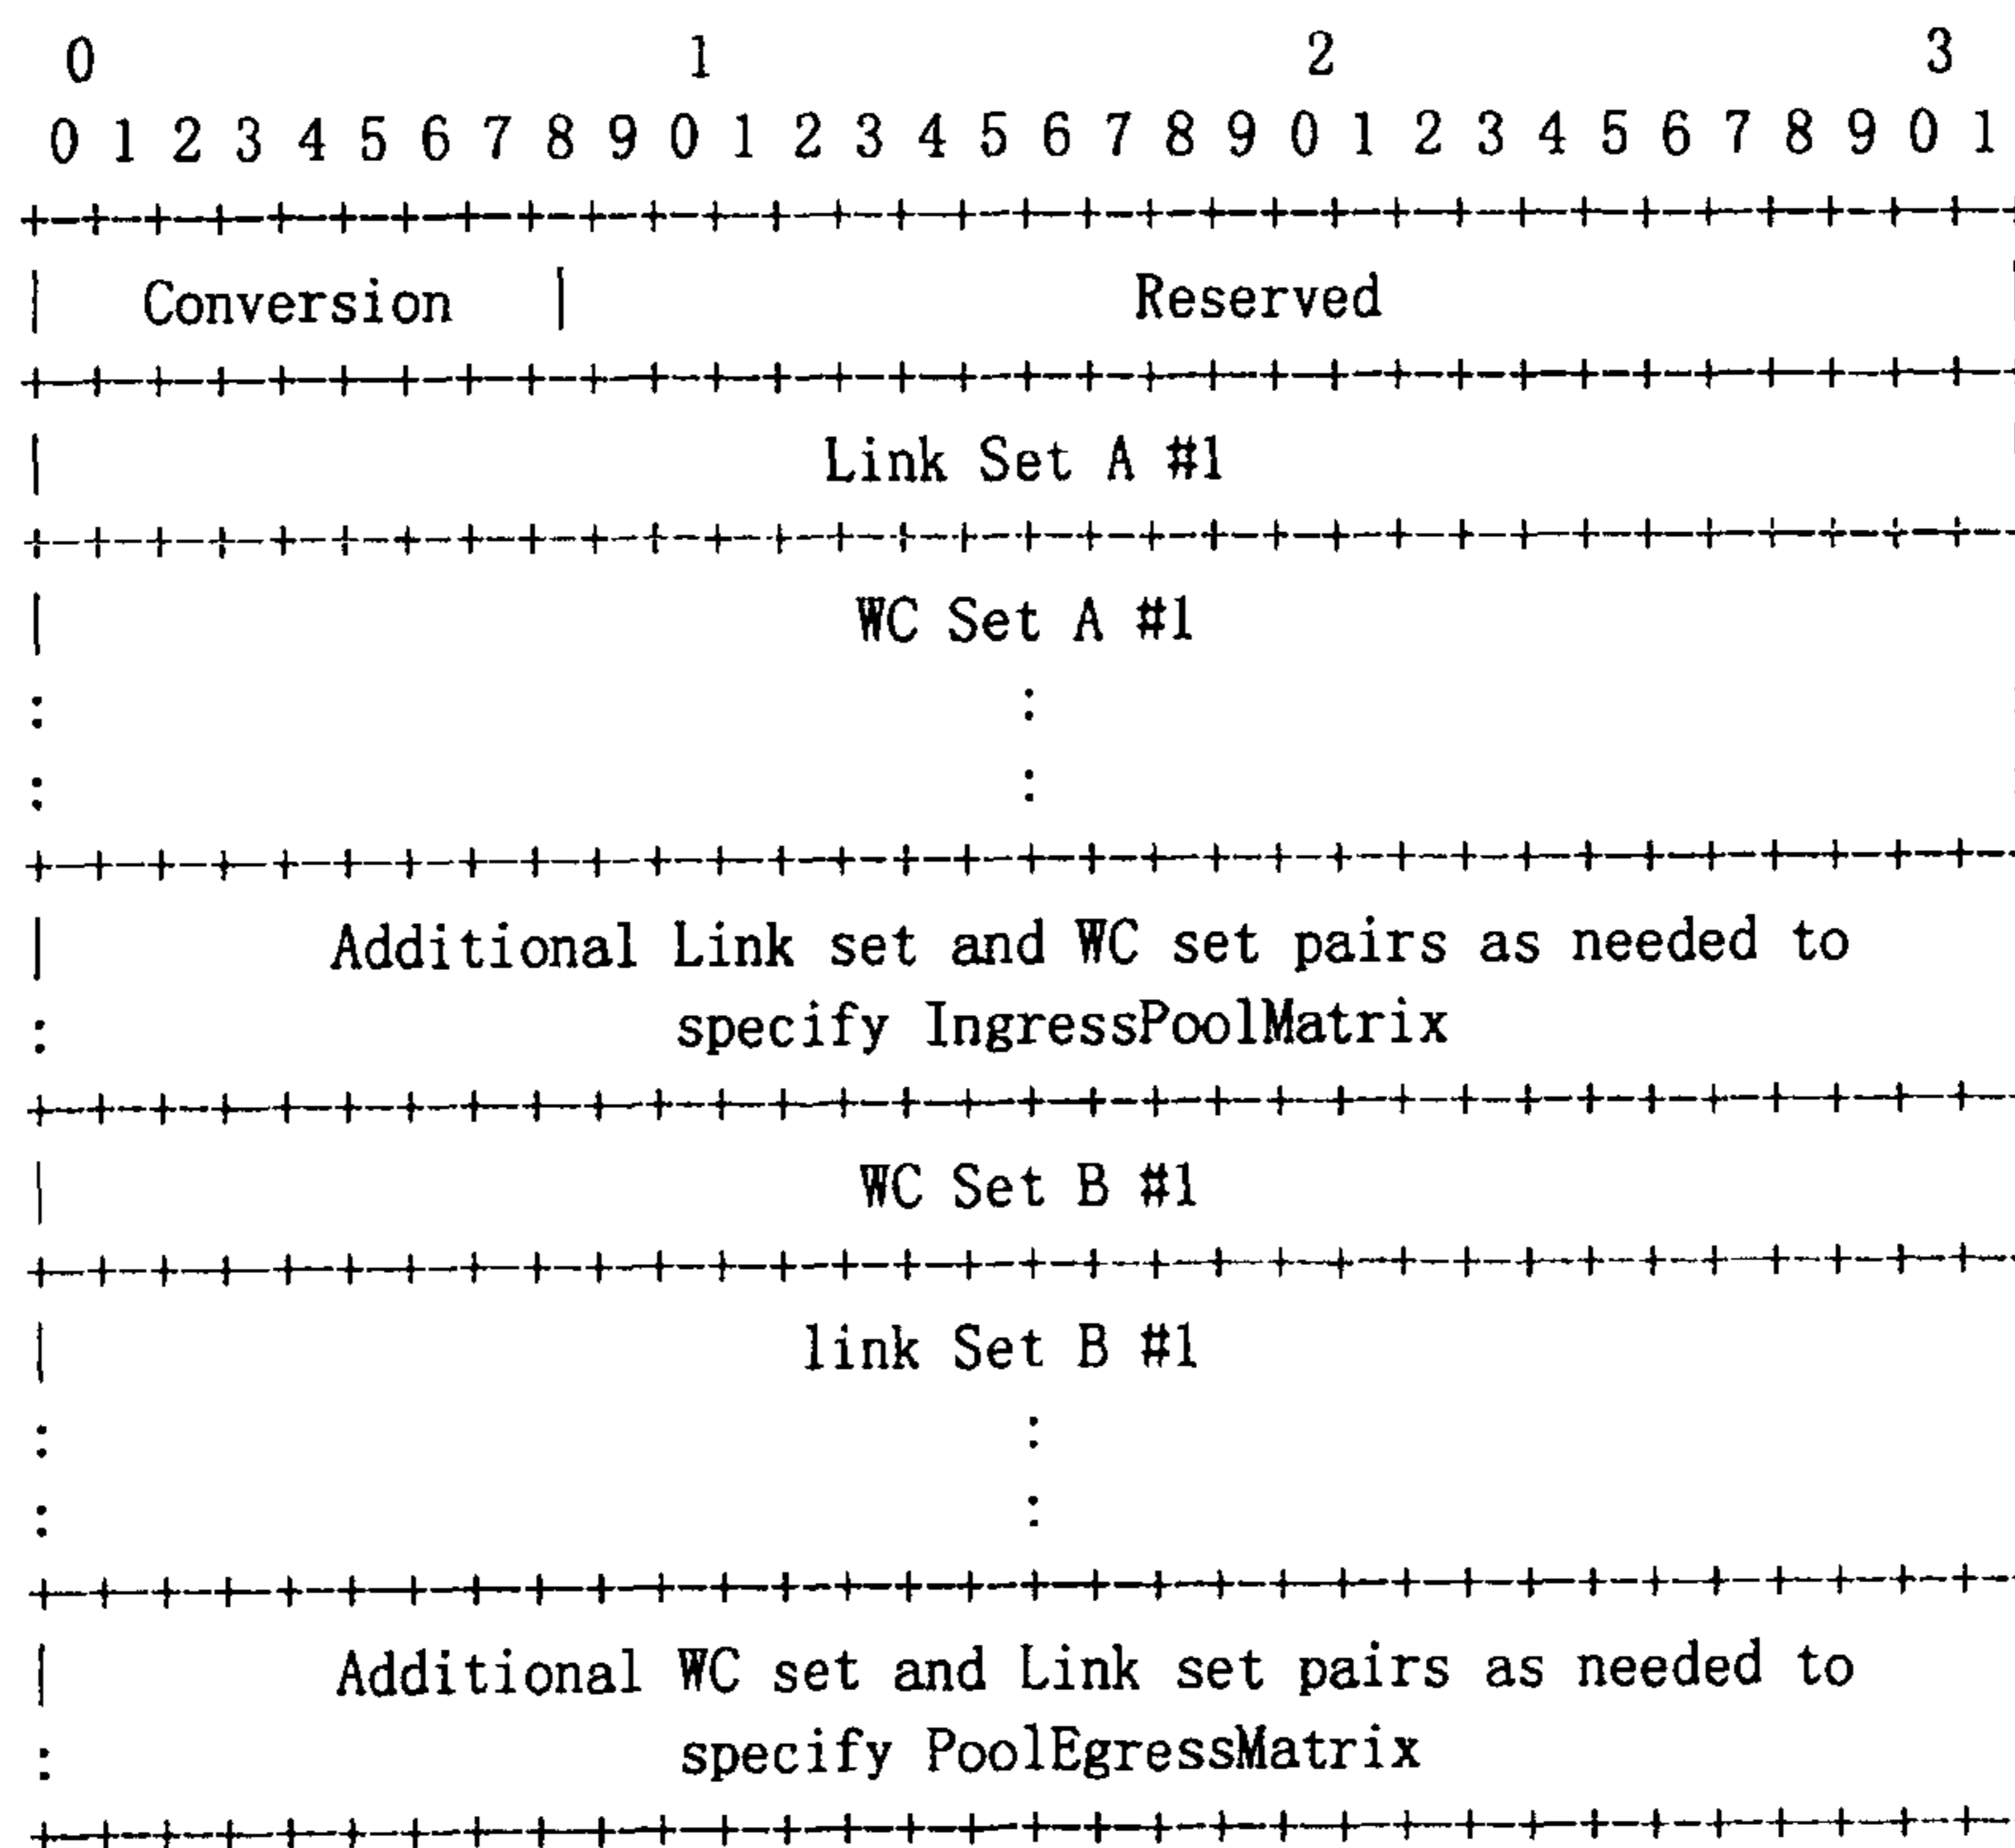 0 1 2 3
0 1 2 3 4 5 6 7 8 9 0 1 2 3 4 5 6 7 8 9 0 1 2 3 4 5 6 7 8 9 0 1
+-+-+-+-+-+-+-+-+-+-+-+-+-+-+-+-+-+-+-+-+-+-+-+-+-+-+-+-+-+-+-+-+
| Conversion | Reserved |
+-+-+-+-+-+-+-+-+-+-+-+-+-+-+-+-+-+-+-+-+-+-+-+-+-+-+-+-+-+-+-+-+
| Link Set A #1 |
+-+-+-+-+-+-+-+-+-+-+-+-+-+-+-+-+-+-+-+-+-+-+-+-+-+-+-+-+-+-+-+-
| WC Set A #1
: : :
: : :
+-+-+-+-+-+-+-+-+-+-+-+-+-+-+-+-+-+-+-+-+-+-+-+-+-+-+-+-+-+-+-+-
| Additional Link set and WC set pairs as needed to
: specify IngressPoolMatrix
+-+-+-+-+-+-+-+-+-+-+-+-+-+-+-+-+-+-+-+-+-+-+-+-+-+-+-+-+-+-+-+-
| WC Set B #1
+-+-+-+-+-+-+-+-+-+-+-+-+-+-+-+-+-+-+-+-+-+-+-+-+-+-+-+-+-+-+-+-
| link Set B #1
: :
: :
+-+-+-+-+-+-+-+-+-+-+-+-+-+-+-+-+-+-+-+-+-+-+-+-+-+-+-+-+-+-+-+-
| Additional WC set and Link set pairs as needed to
: specify PoolEgressMatrix
+-+-+-+-+-+-+-+-+-+-+-+-+-+-+-+-+-+-+-+-+-+-+-+-+-+-+-+-+-+-+-+-